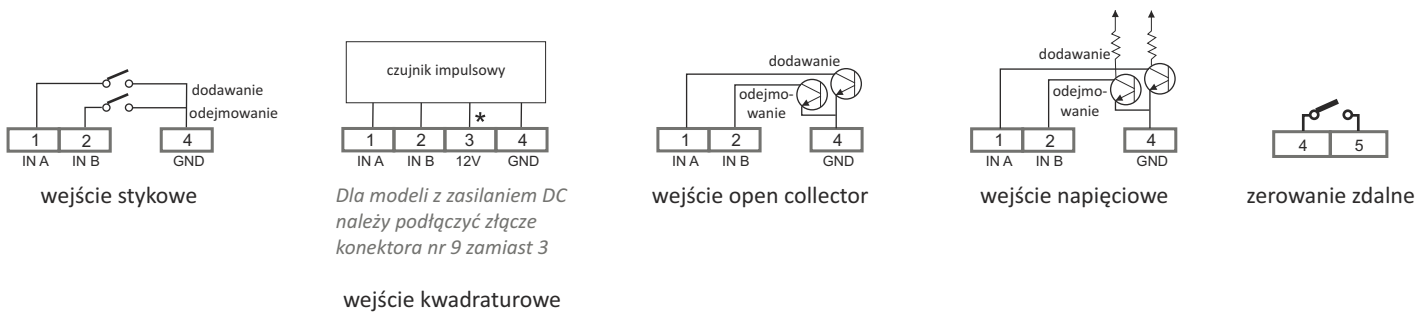 dodawanie
odejmowanie
1 2 4
IN A IN B GND
wejście stykowe
czujnik impulsowy
*
1 2 3 4
IN A IN B 12V GND
Dla modeli z zasilaniem DC
należy podłączyć złącze
konektora nr 9 zamiast 3
wejście kwadraturowe
dodawanie
odejmo-
wanie
1 2 4
IN A IN B GND
wejście open collector
dodawanie
odejmo-
wanie
1 2 4
IN A IN B GND
wejście napięciowe
4 5
zerowanie zdalne